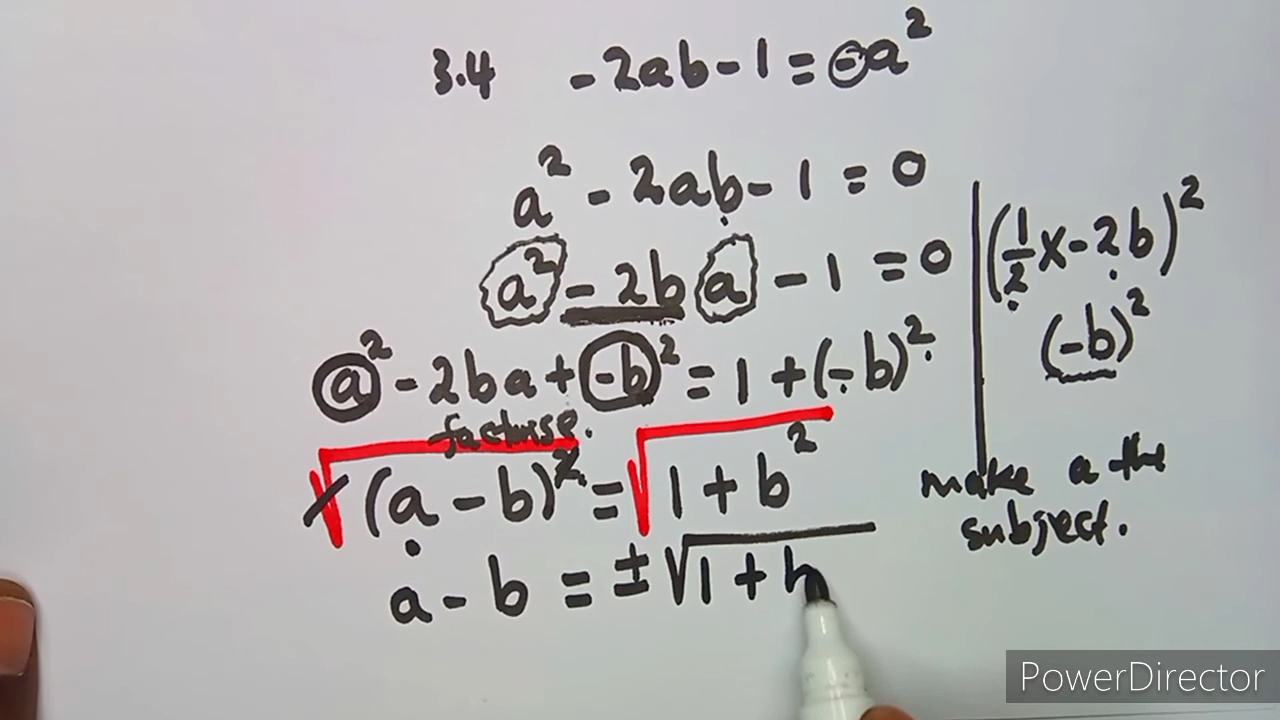 3.4 -2ab-1=-a²
a²-2ab-1=0
a²-2ba-1=0
(½x-2b)²
(-b)²
a²-2ba+(-b)²=1+(-b)²
factorise.
√(a-b)²=√1+b²
make a the
subject.
a-b=±√1+b
PowerDirector